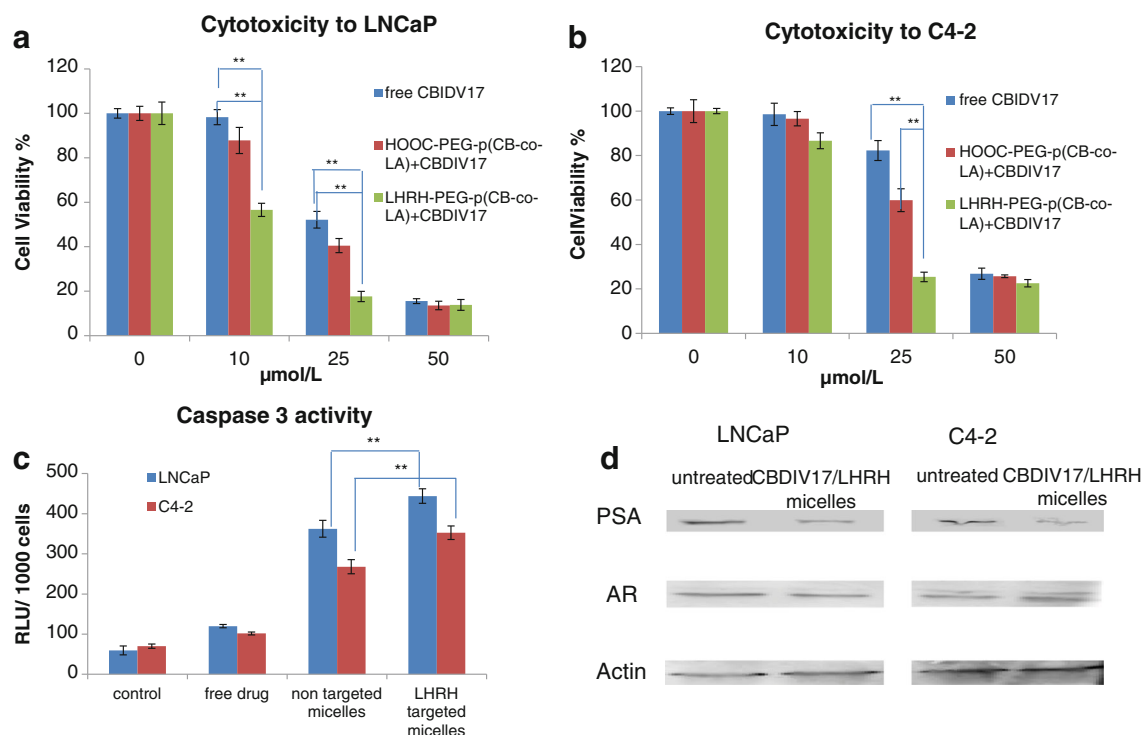 a
Cytotoxicity to LNCaP
120
100
80
60
40
20
0
Cell Viability %
**
**
**
**
free CBIDV17
HOOC-PEG-p(CB-co-
LA)+CBDIV17
LHRH-PEG-p(CB-co-
LA)+CBDIV17
0 10 25 50
µmol/L
b
Cytotoxicity to C4-2
120
100
80
60
40
20
0
CelViability %
**
**
free CBIDV17
HOOC-PEG-p(CB-co-
LA)+CBDIV17
LHRH-PEG-p(CB-co-
LA)+CBDIV17
0 10 25 50
µmol/L
Caspase 3 activity
c
500
400
300
200
100
0
RLU/ 1000 cells
LNCaP
C4-2
**
**
control
free drug
non targeted
micelles
LHRH
targeted
micelles
d
LNCaP
C4-2
untreated CBDIV17/LHRH
micelles
untreated CBDIV17/LHRH
micelles
PSA
AR
Actin